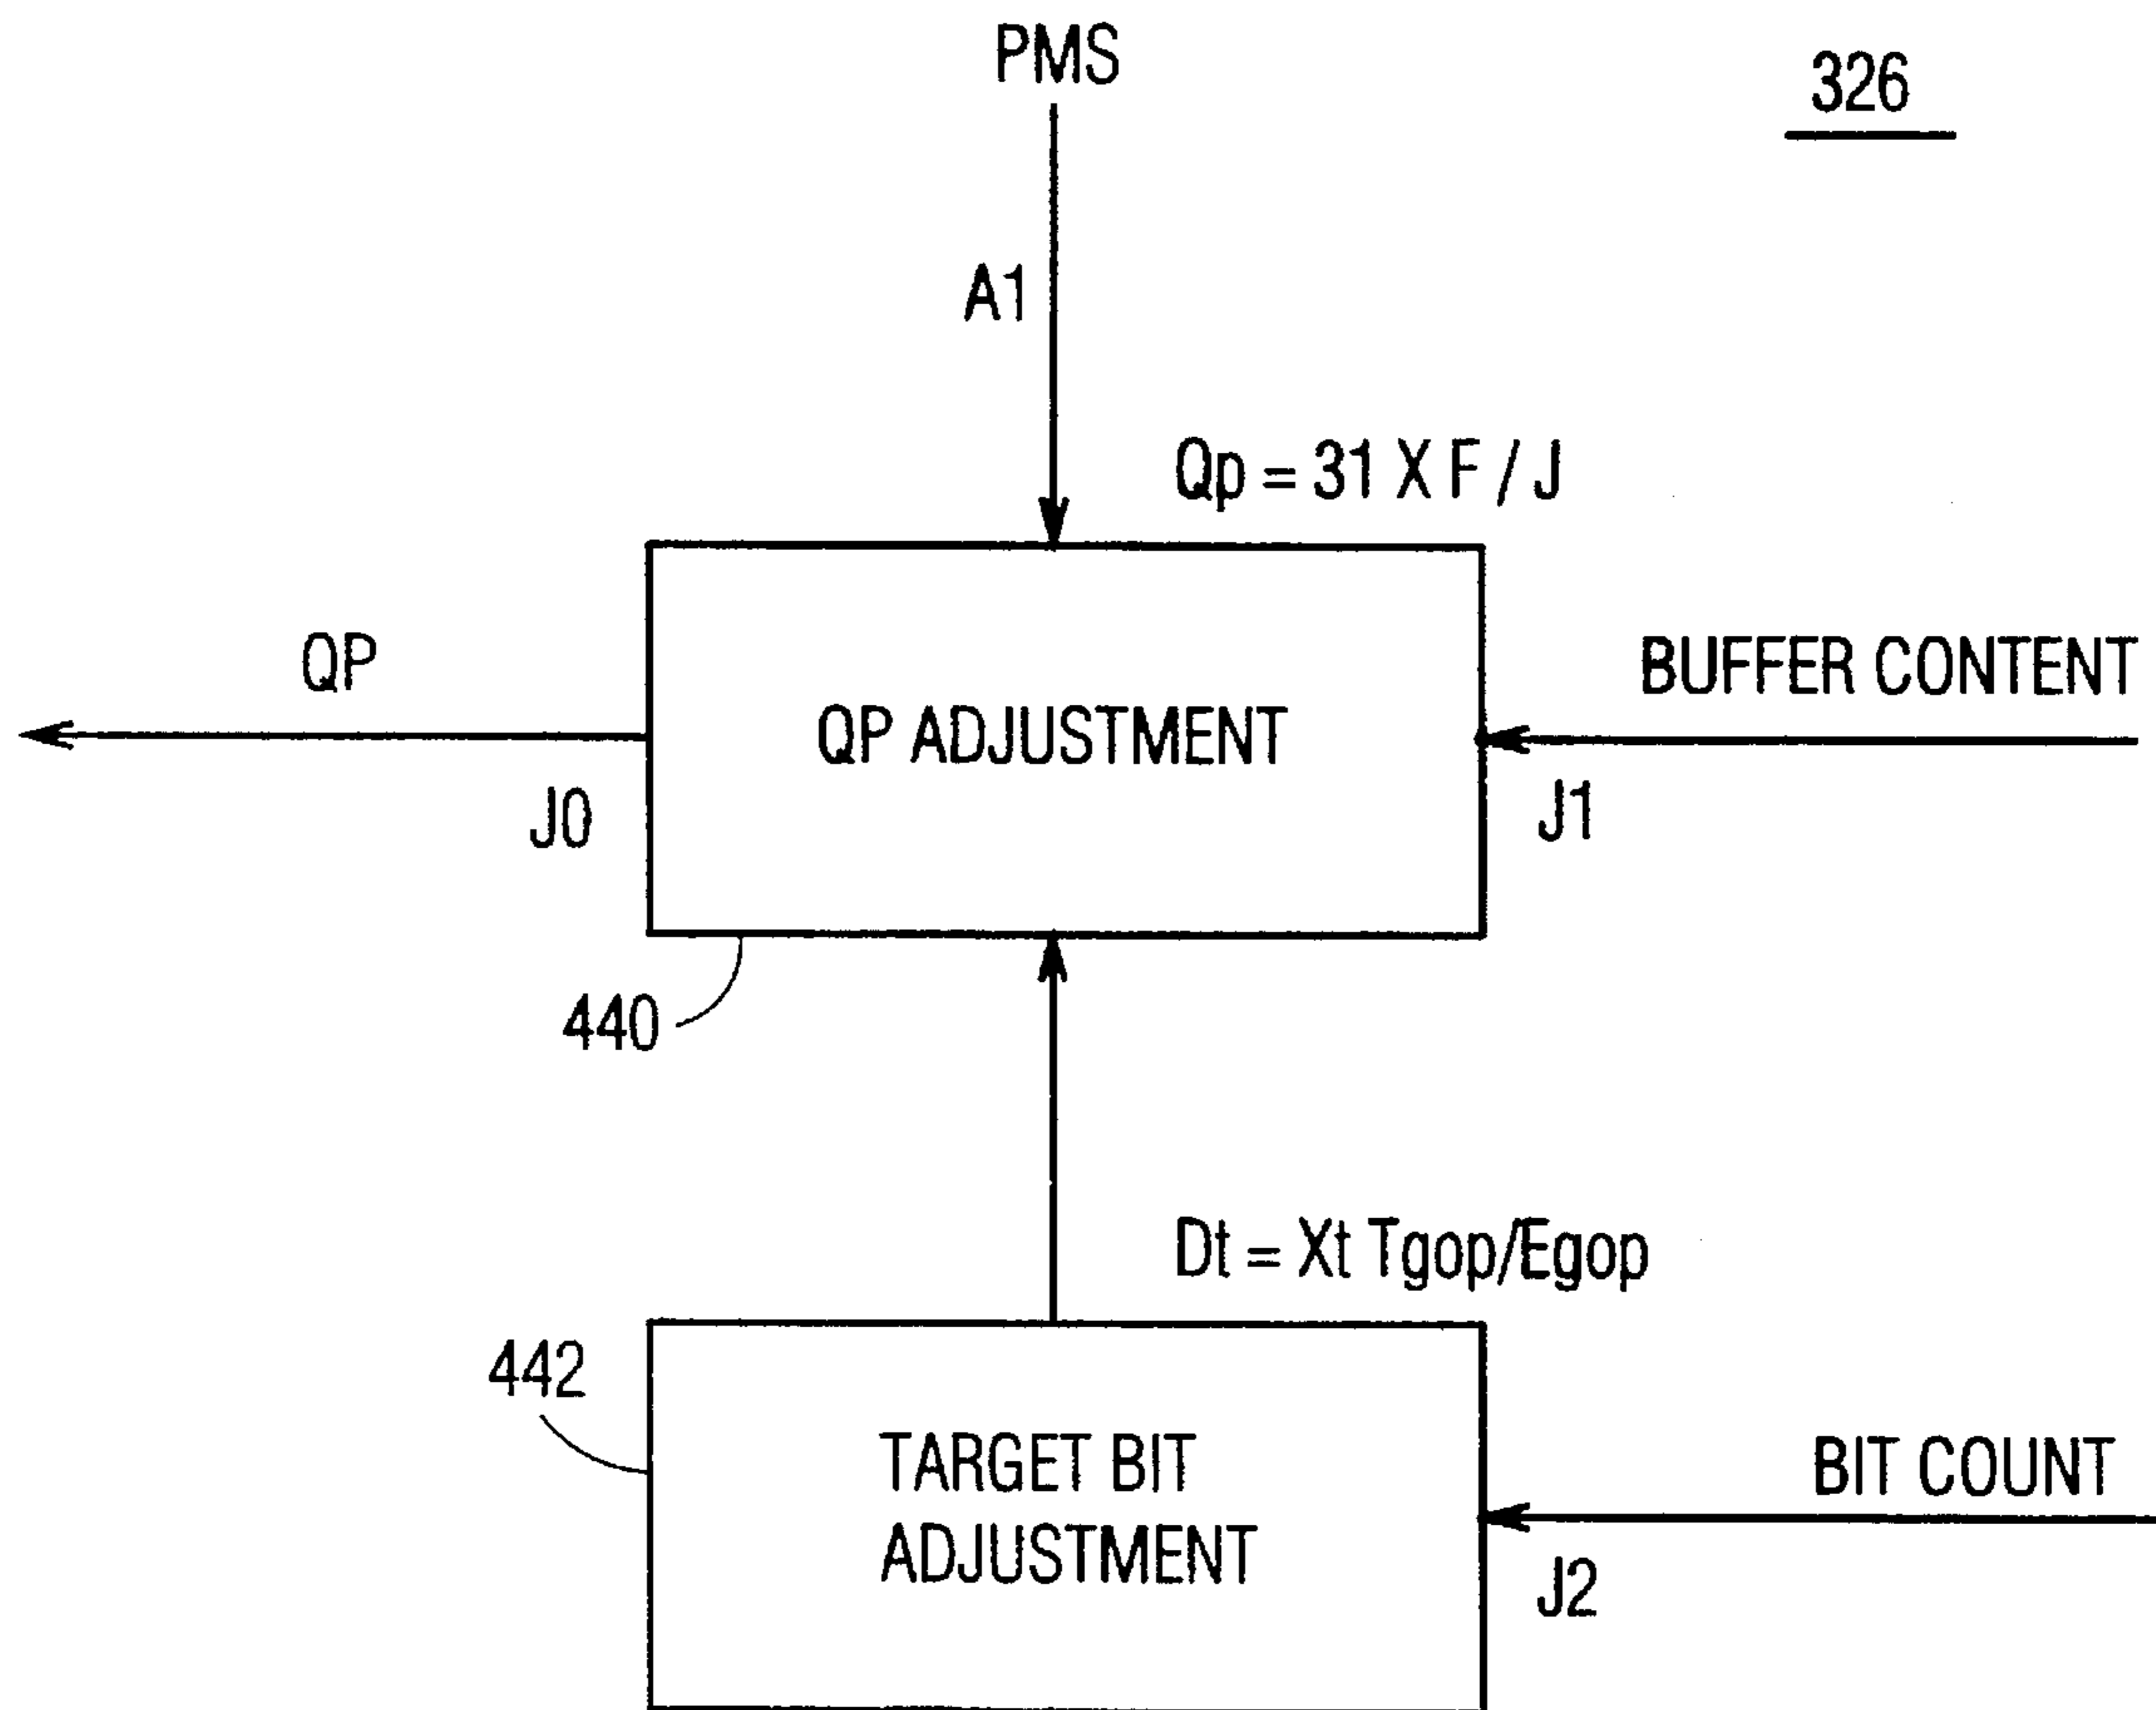 PMS
326
A1
Qp = 31 X F / J
QP
BUFFER CONTENT
QP ADJUSTMENT
J0
J1
440
Dt = Xt Tgop/Egop
442
TARGET BIT
ADJUSTMENT
BIT COUNT
J2